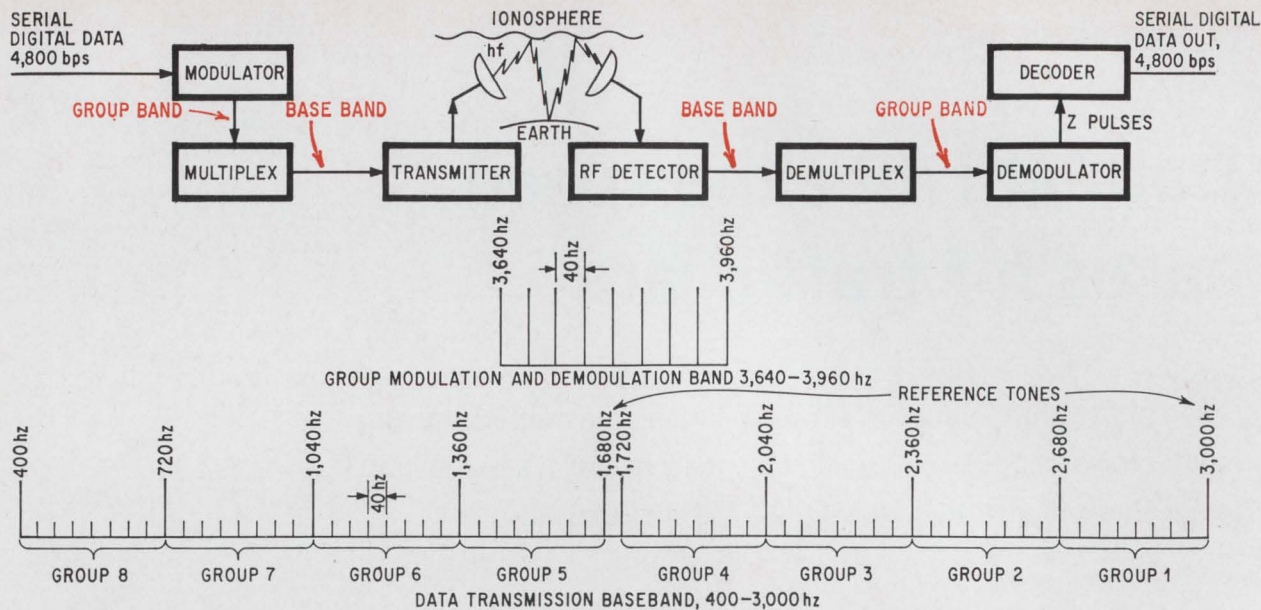 SERIAL
DIGITAL DATA
4,800 bps
MODULATOR
GROUP BAND
BASE BAND
MULTIPLEX
TRANSMITTER
IONOSPHERE
hf
EARTH
RF DETECTOR
BASE BAND
DEMULTIPLEX
GROUP BAND
DEMODULATOR
Z PULSES
DECODER
SERIAL DIGITAL
DATA OUT,
4,800 bps
3,640 hz
40 hz
3,960 hz
GROUP MODULATION AND DEMODULATION BAND 3,640–3,960 hz
REFERENCE TONES
400 hz
720 hz
1,040 hz
1,360 hz
1,680 hz
1,720 hz
2,040 hz
2,360 hz
2,680 hz
3,000 hz
40 hz
GROUP 8
GROUP 7
GROUP 6
GROUP 5
GROUP 4
GROUP 3
GROUP 2
GROUP 1
DATA TRANSMISSION BASEBAND, 400–3,000 hz